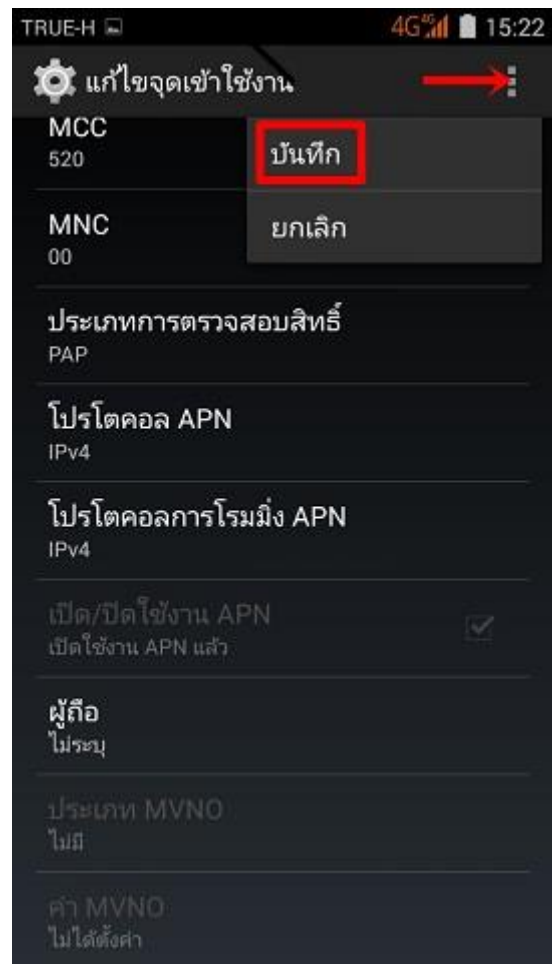 TRUE-H 4G 4G 15:22
แก้ไขจุดเข้าใช้งาน
MCC
520
บันทึก
MNC
00
ยกเลิก
ประเภทการตรวจสอบสิทธิ์
PAP
โปรโตคอล APN
IPv4
โปรโตคอลการโรมมิ่ง APN
IPv4
เปิด/ปิดใช้งาน APN
เปิดใช้งาน APN แล้ว
ผู้ถือ
ไม่ระบุ
ประเภท MVNO
ไม่มี
ค่า MVNO
ไม่ได้ตั้งค่า